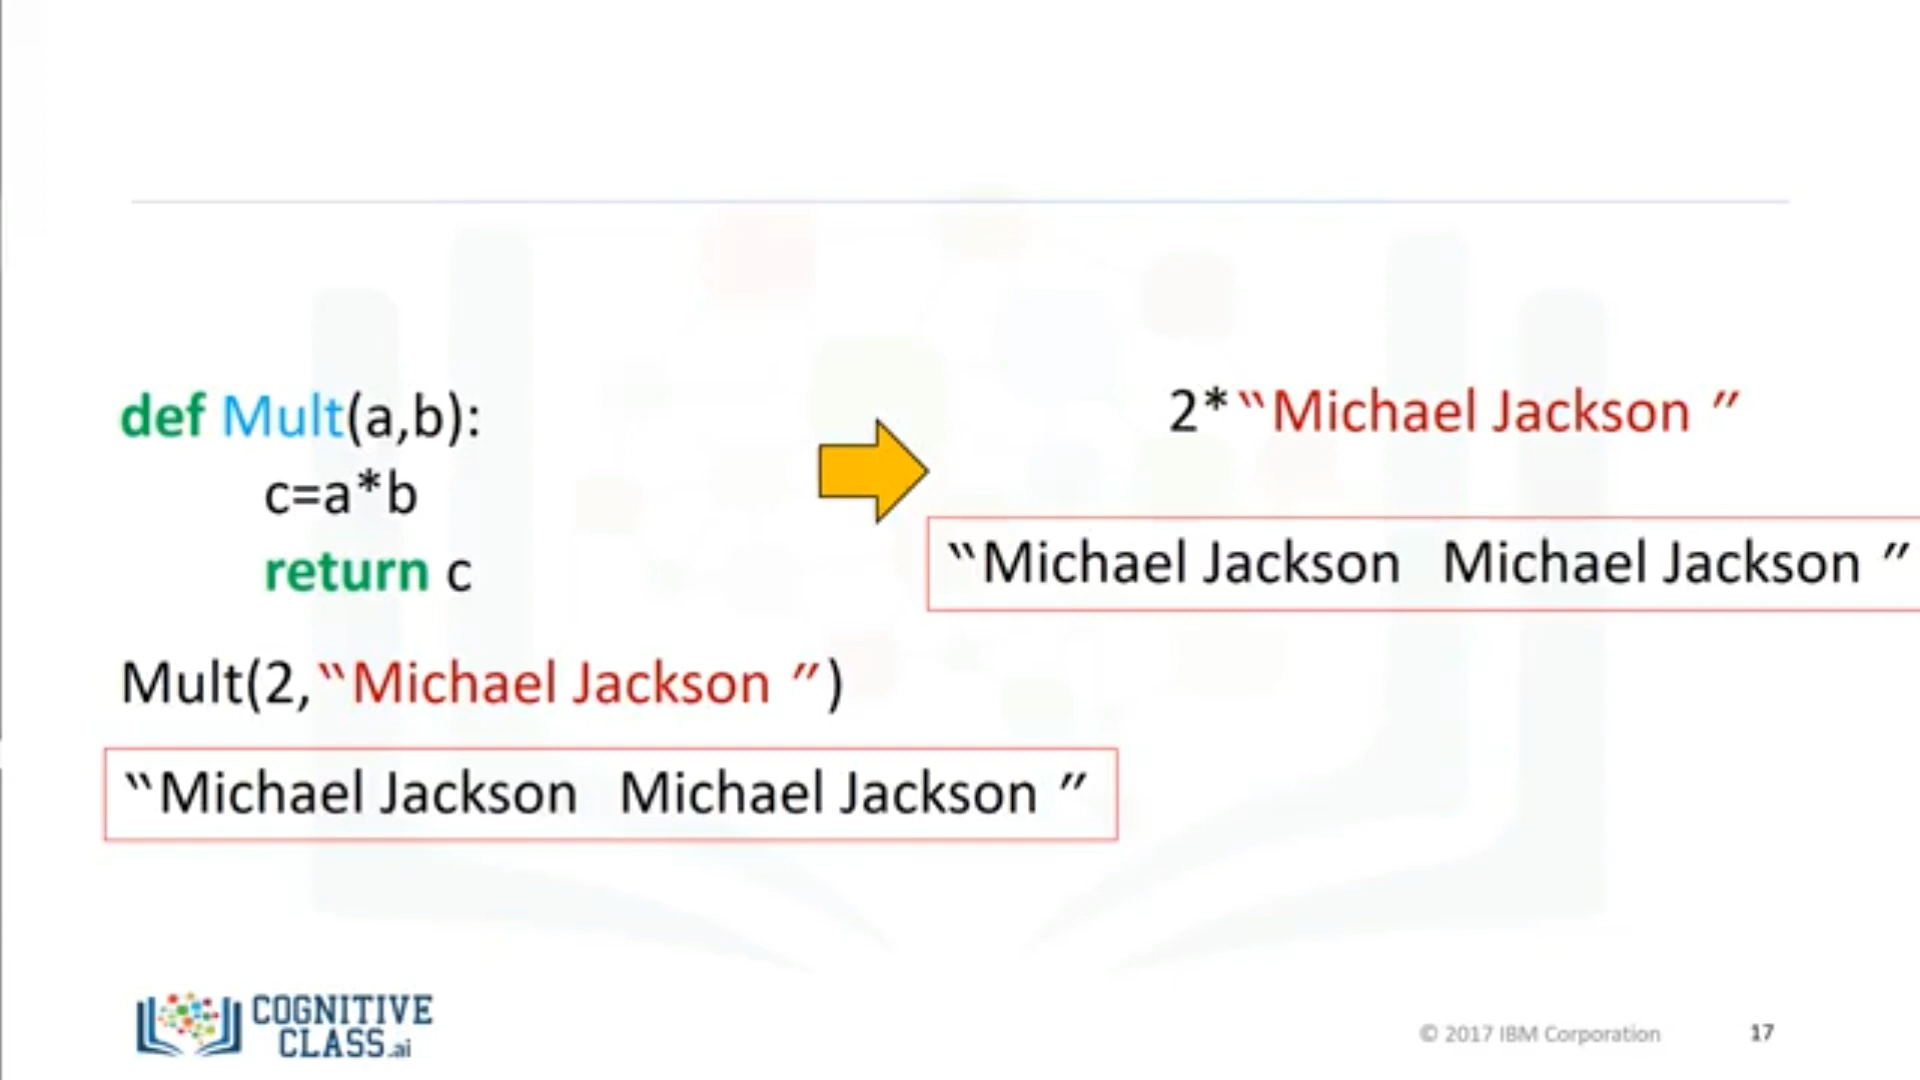 def Mult(a,b):
c=a*b
return c
Mult(2,“Michael Jackson ”)
“Michael Jackson  Michael Jackson ”
2*“Michael Jackson ”
“Michael Jackson  Michael Jackson ”
COGNITIVE
CLASS.ai
© 2017 IBM Corporation
17